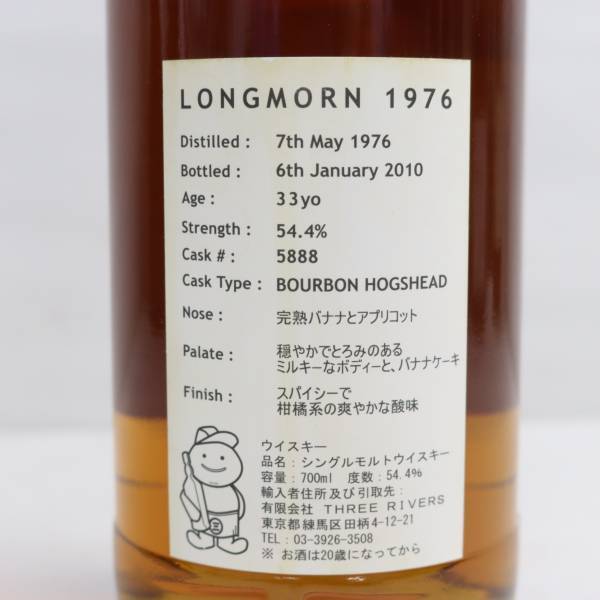 LONGMORN 1976
Distilled : 7th May 1976
Bottled : 6th January 2010
Age : 33yo
Strength : 54.4%
Cask # : 5888
Cask Type : BOURBON HOGSHEAD
Nose : 完熟バナナとアプリコット
Palate : 穏やかでとろみのある
ミルキーなボディーと、バナナケーキ
Finish : スパイシーで
柑橘系の爽やかな酸味
ウイスキー
品名：シングルモルトウイスキー
容量：700ml 度数：54.4%
輸入者住所及び引取先：
有限会社 THREE RIVERS
東京都練馬区田柄4-12-21
TEL: 03-3926-3508
※ お酒は20歳になってから